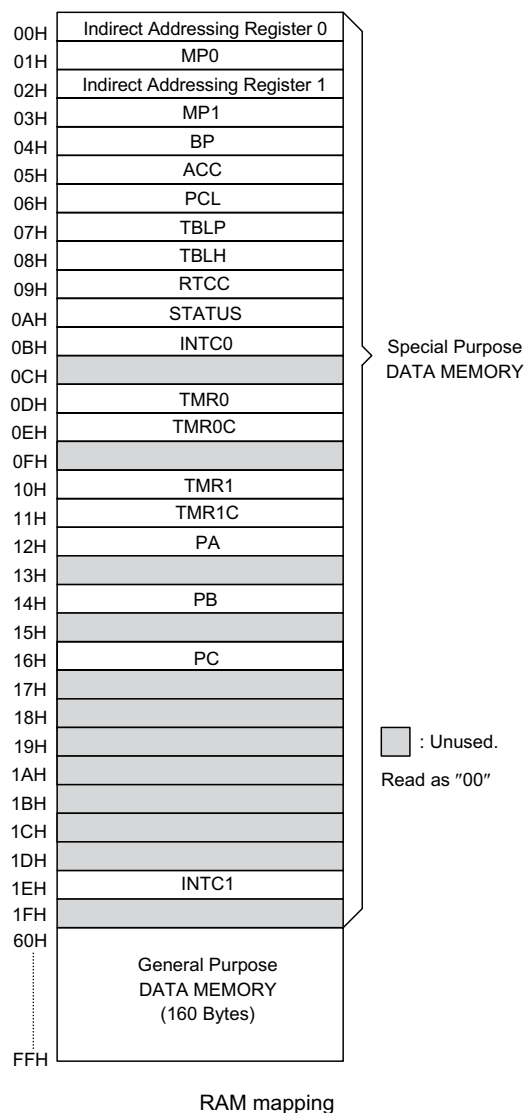 00H Indirect Addressing Register 0
01H MP0
02H Indirect Addressing Register 1
03H MP1
04H BP
05H ACC
06H PCL
07H TBLP
08H TBLH
09H RTCC
0AH STATUS
0BH INTC0
0CH
0DH TMR0
0EH TMR0C
0FH
10H TMR1
11H TMR1C
12H PA
13H
14H PB
15H
16H PC
17H
18H
19H
1AH
1BH
1CH
1DH
1EH INTC1
1FH
60H
General Purpose
DATA MEMORY
(160 Bytes)
FFH
Special Purpose
DATA MEMORY
: Unused.
Read as "00"
RAM mapping